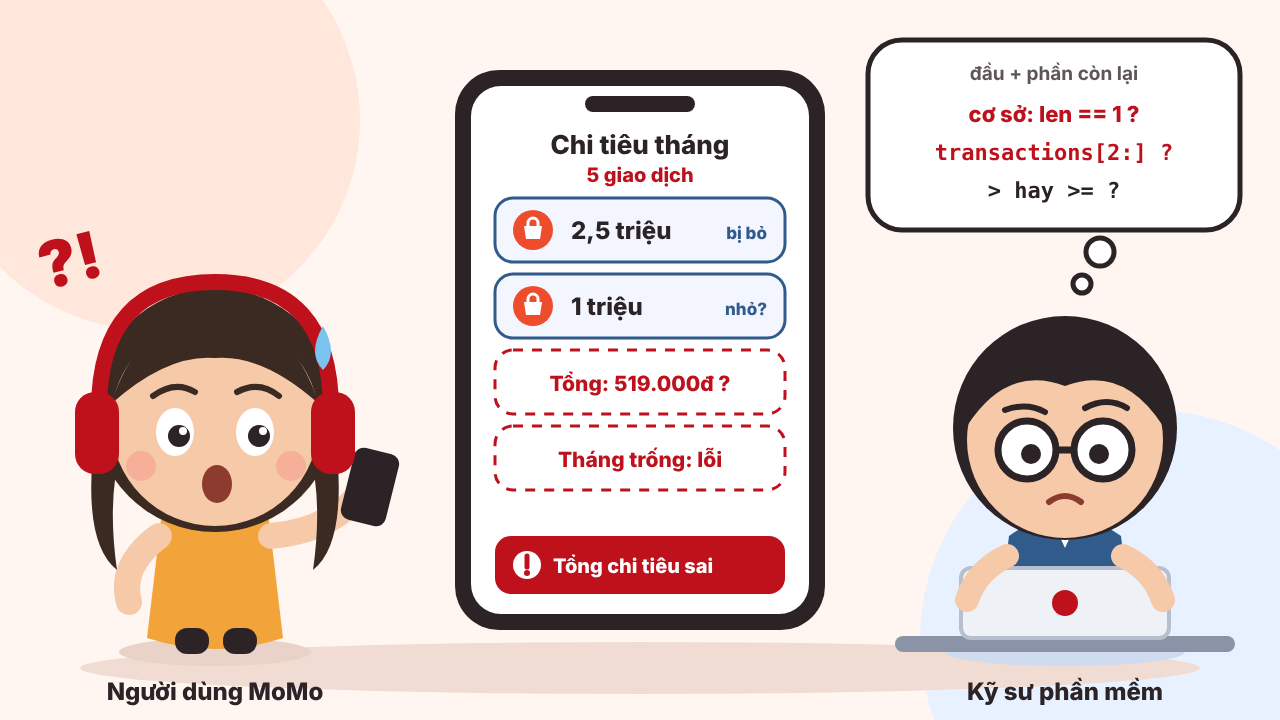 ?!
Chi tiêu tháng
5 giao dịch
2,5 triệu bị bỏ
1 triệu nhỏ?
Tổng: 519.000đ ?
Tháng trống: lỗi
Tổng chi tiêu sai
đầu + phần còn lại
cơ sở: len == 1 ?
transactions[2:] ?
> hay >= ?
Người dùng MoMo
Kỹ sư phần mềm